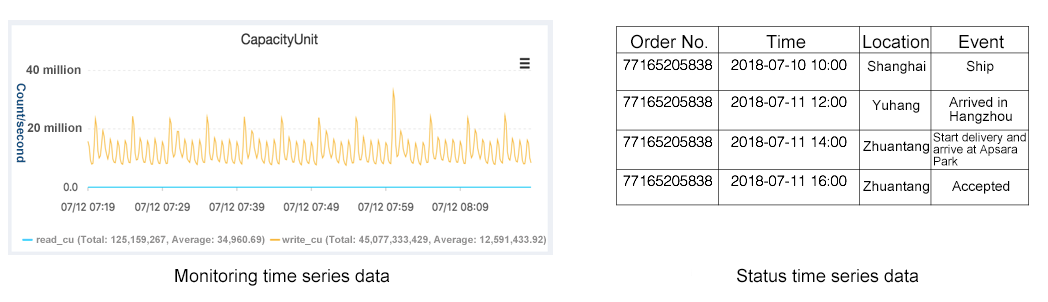 CapacityUnit
40 million
20 million
0.0
Count/second
07/12 07:19 07/12 07:29 07/12 07:39 07/12 07:49 07/12 07:59 07/12 08:09
read_cu (Total: 125,159,267, Average: 34,960.69) write_cu (Total: 45,077,333,429, Average: 12,591,433.92)
Monitoring time series data
Order No. Time Location Event
77165205838 2018-07-10 10:00 Shanghai Ship
77165205838 2018-07-11 12:00 Yuhang Arrived in
Hangzhou
77165205838 2018-07-11 14:00 Zhuantang Start delivery and
arrive at Apsara
Park
77165205838 2018-07-11 16:00 Zhuantang Accepted
Status time series data